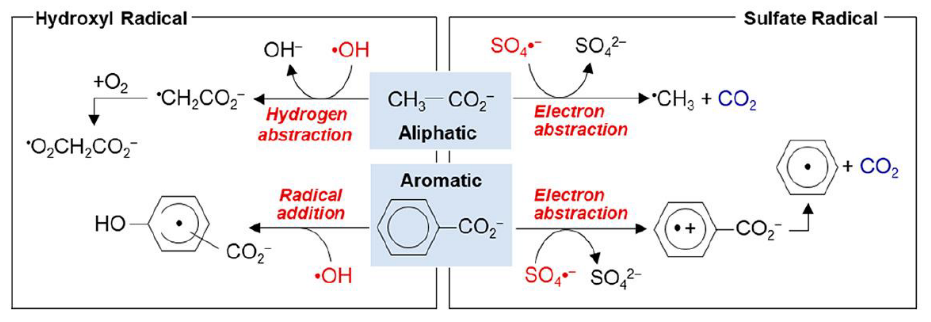 Hydroxyl Radical
Sulfate Radical
OH⁻
•OH
SO₄•⁻
SO₄²⁻
+O₂
•CH₂CO₂⁻
Hydrogen
abstraction
CH₃—CO₂⁻
Aliphatic
Electron
abstraction
•CH₃ + CO₂
•O₂CH₂CO₂⁻
• + CO₂
Aromatic
Radical
addition
Electron
abstraction
HO
•
CO₂⁻
CO₂⁻
•+
CO₂⁻
•OH
SO₄•⁻
SO₄²⁻